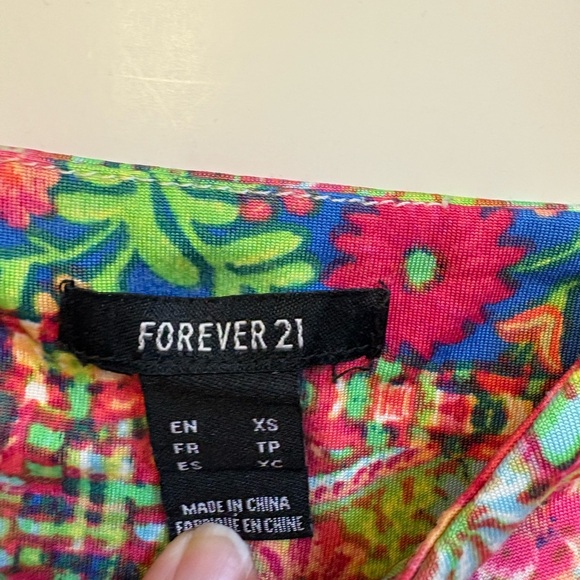 FOREVER 21
EN XS
FR TP
ES XC
MADE IN CHINA
FABRIQUÉ EN CHINE